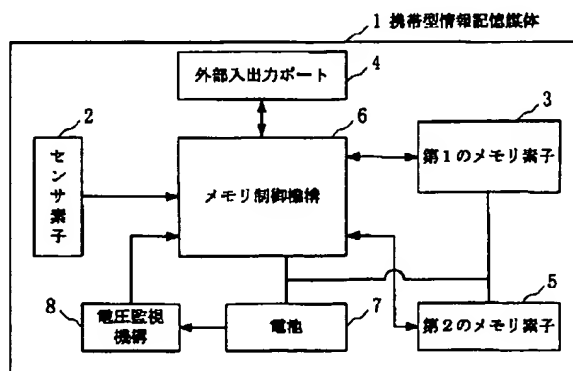 1 携帯型情報記憶媒体
外部入出力ポート
4
2
センサ素子
6
メモリ制御機構
3
第1のメモリ素子
8
電圧監視
機構
電池
7
5
第2のメモリ素子